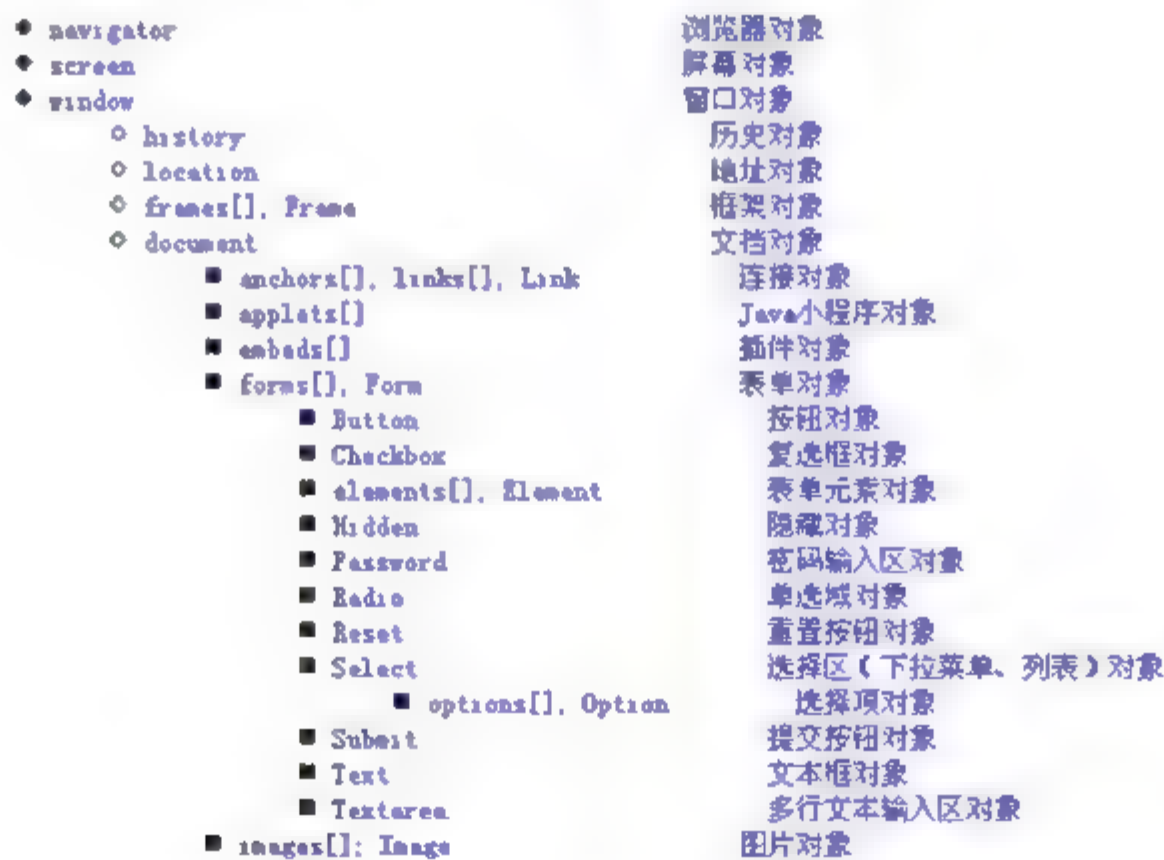 navigator 浏览器对象
screen 屏幕对象
window 窗口对象
history 历史对象
location 地址对象
frames[], Frame 框架对象
document 文档对象
anchors[], links[], Link 连接对象
applets[] Java小程序对象
embeds[] 插件对象
forms[], Form 表单对象
Button 按钮对象
Checkbox 复选框对象
elements[], Element 表单元素对象
Hidden 隐藏对象
Password 密码输入区对象
Radio 单选域对象
Reset 重置按钮对象
Select 选择区（下拉菜单、列表）对象
options[], Option 选择项对象
Submit 提交按钮对象
Text 文本框对象
Textarea 多行文本输入区对象
images[]; Image 图片对象